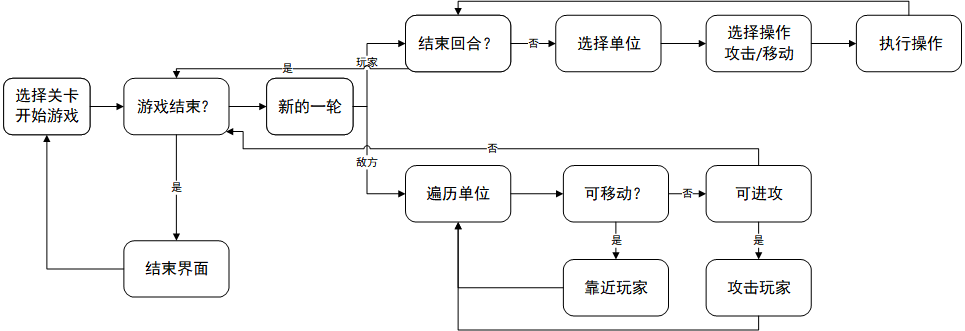 结束回合？
否
选择单位
选择操作
攻击/移动
执行操作
玩家
是
选择关卡
开始游戏
游戏结束？
新的一轮
否
敌方
是
遍历单位
可移动？
否
可进攻
是
是
结束界面
靠近玩家
攻击玩家